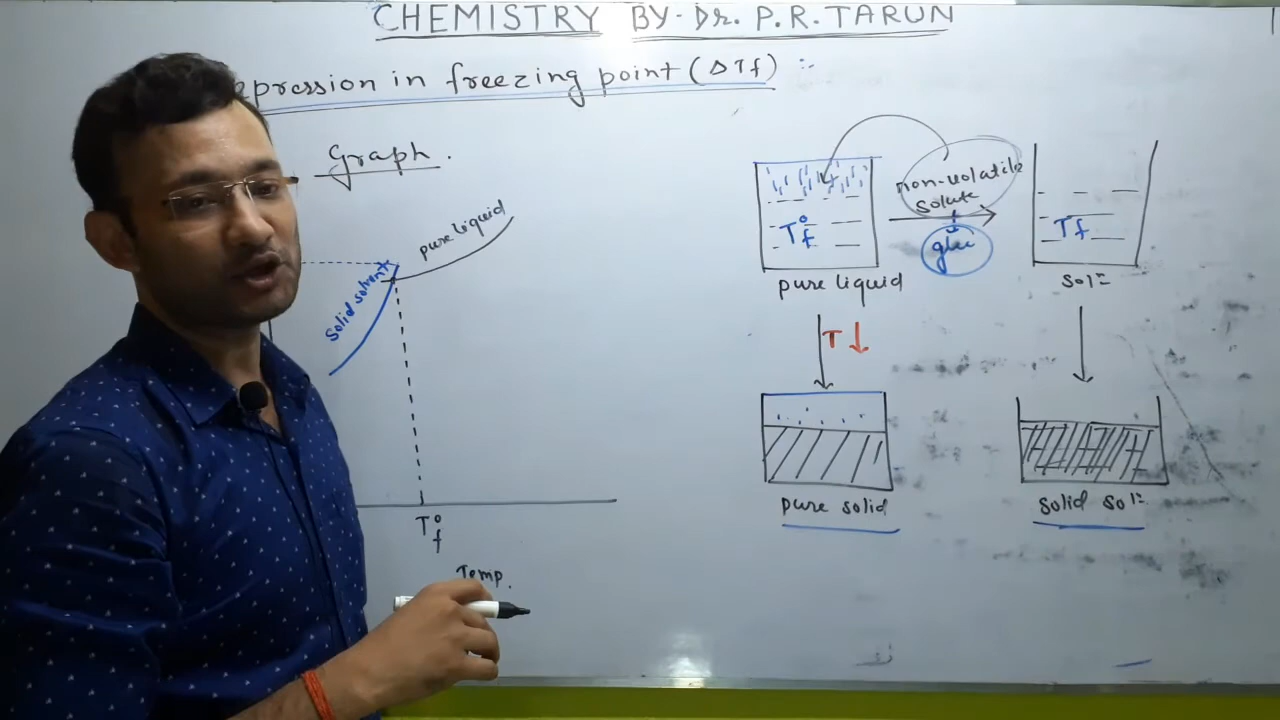 CHEMISTRY BY- Dr. P.R. TARUN
epression in freezing point (ΔTf) :-
Graph.
pure liquid
solid solvent
T°f
Temp.
non-volatile
solute
T°f
Tf
glu
pure liquid
sol
T ↓
pure solid
solid sol